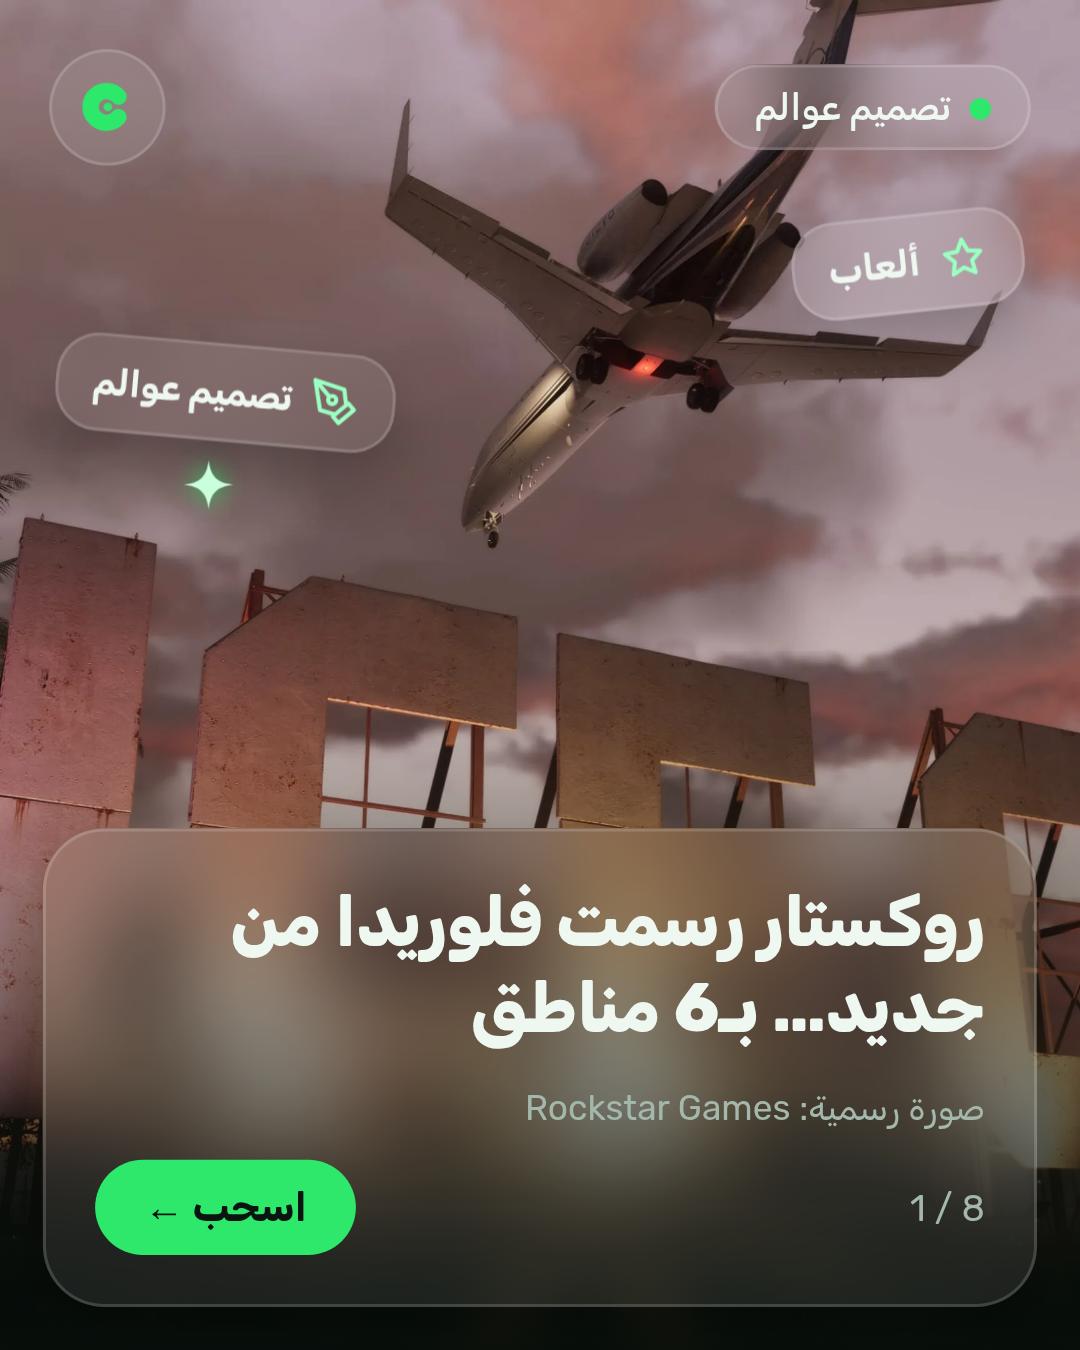 تصميم عوالم
ألعاب
تصميم عوالم
روكستار رسمت فلوريدا من
جديد... بـ6 مناطق
صورة رسمية: Rockstar Games
اسحب ←
1 / 8